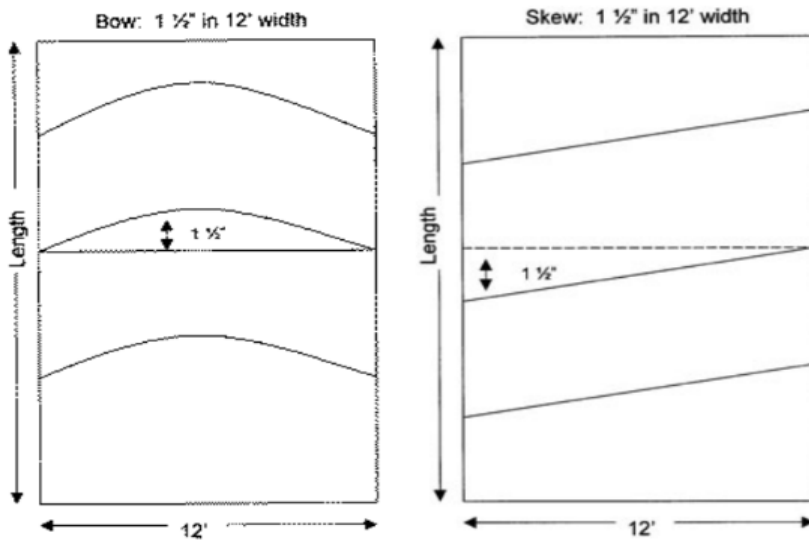 Bow: 1 ½" in 12' width
Length
1 ½"
12'
Skew: 1 ½" in 12' width
Length
1 ½"
12'